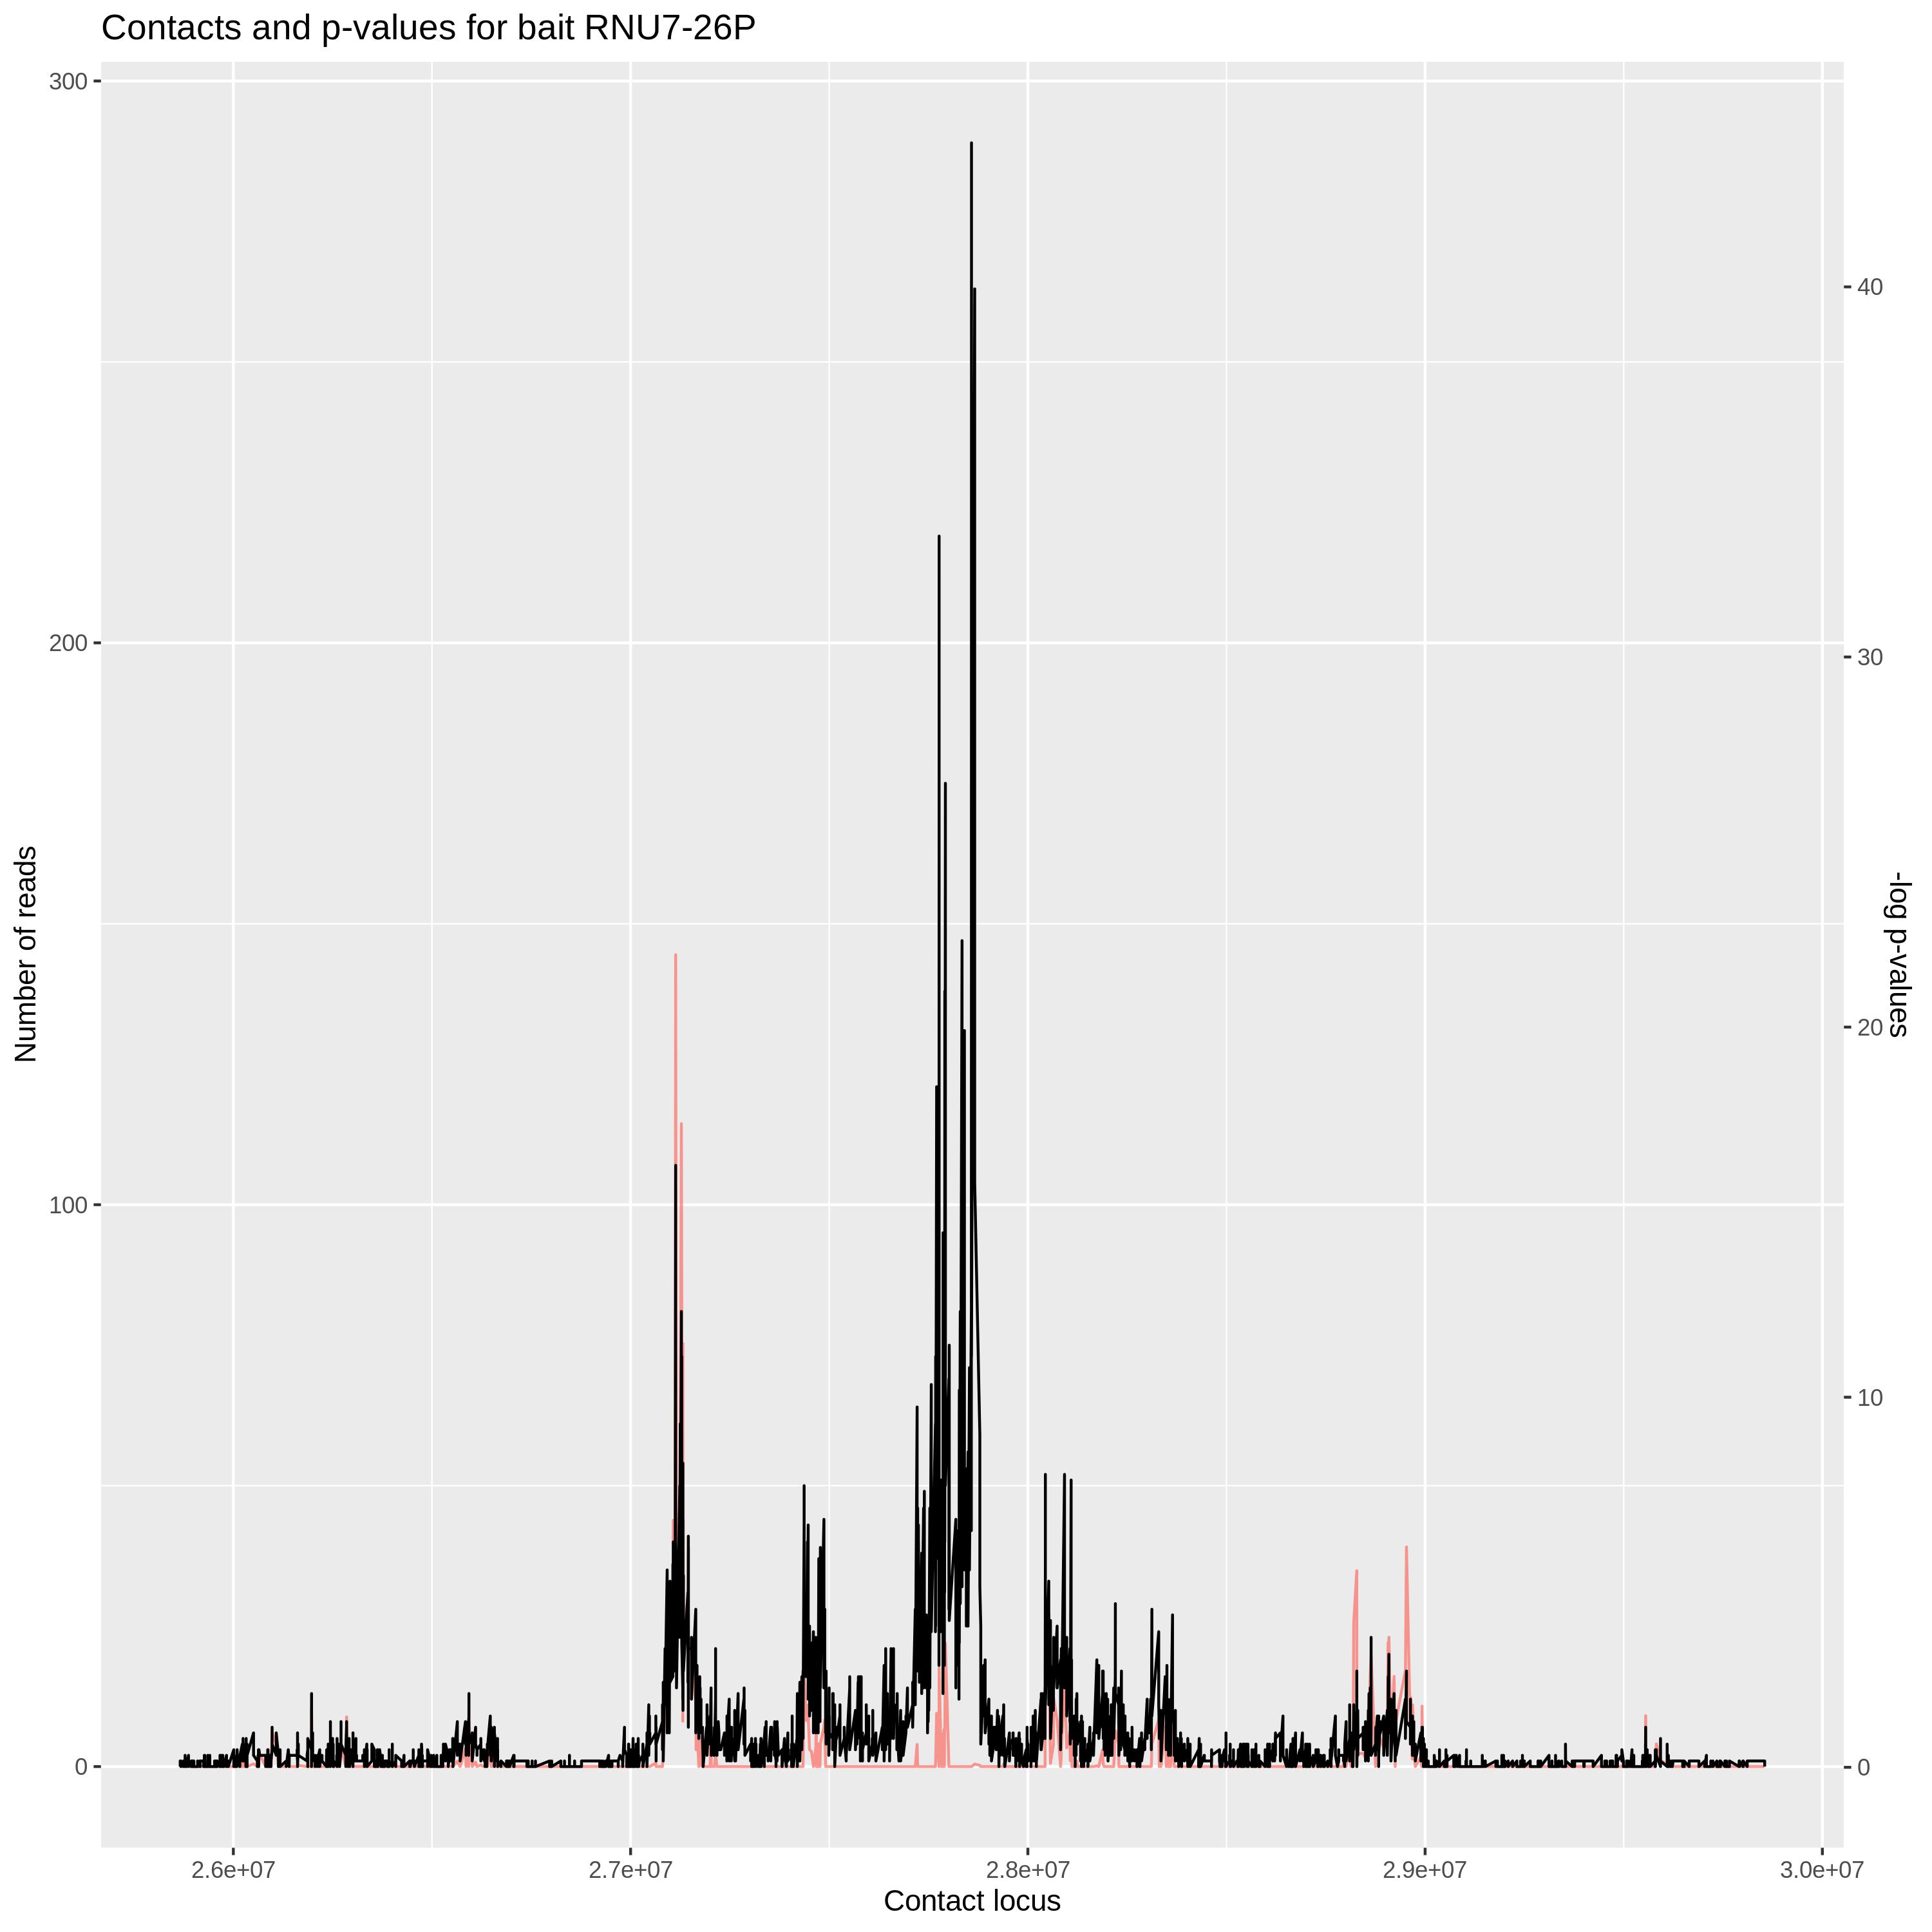 Contacts and p-values for bait RNU7-26P
300
200
100
0
Number of reads
40
30
20
10
0
-log p-values
2.6e+07 2.7e+07 2.8e+07 2.9e+07 3.0e+07
Contact locus